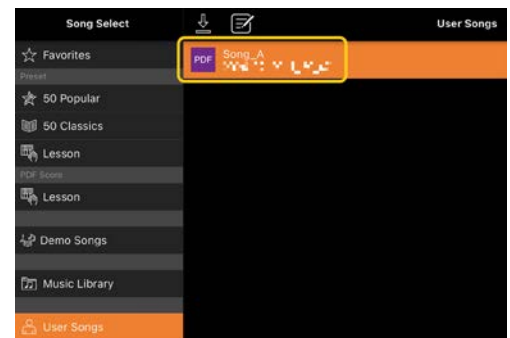 Song Select
User Songs
Favorites
Preset
50 Popular
50 Classics
Lesson
PDF Score
Lesson
Demo Songs
Music Library
User Songs
PDF
Song_A